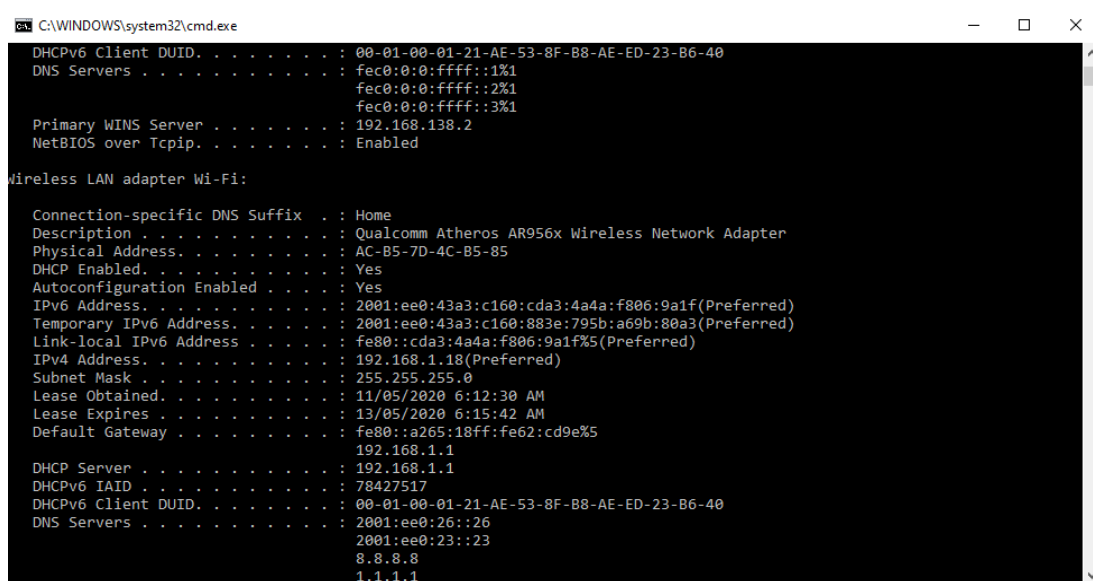 C:\WINDOWS\system32\cmd.exe
DHCPv6 Client DUID. . . . . . . . : 00-01-00-01-21-AE-53-8F-B8-AE-ED-23-B6-40
DNS Servers . . . . . . . . . . . : fec0:0:0:ffff::1%1
fec0:0:0:ffff::2%1
fec0:0:0:ffff::3%1
Primary WINS Server . . . . . . . : 192.168.138.2
NetBIOS over Tcpip. . . . . . . . : Enabled
Wireless LAN adapter Wi-Fi:
Connection-specific DNS Suffix  . : Home
Description . . . . . . . . . . . : Qualcomm Atheros AR956x Wireless Network Adapter
Physical Address. . . . . . . . . : AC-B5-7D-4C-B5-85
DHCP Enabled. . . . . . . . . . . : Yes
Autoconfiguration Enabled . . . . : Yes
IPv6 Address. . . . . . . . . . . : 2001:ee0:43a3:c160:cda3:4a4a:f806:9a1f(Preferred)
Temporary IPv6 Address. . . . . . : 2001:ee0:43a3:c160:883e:795b:a69b:80a3(Preferred)
Link-local IPv6 Address . . . . . : fe80::cda3:4a4a:f806:9a1f%5(Preferred)
IPv4 Address. . . . . . . . . . . : 192.168.1.18(Preferred)
Subnet Mask . . . . . . . . . . . : 255.255.255.0
Lease Obtained. . . . . . . . . . : 11/05/2020 6:12:30 AM
Lease Expires . . . . . . . . . . : 13/05/2020 6:15:42 AM
Default Gateway . . . . . . . . . : fe80::a265:18ff:fe62:cd9e%5
192.168.1.1
DHCP Server . . . . . . . . . . . : 192.168.1.1
DHCPv6 IAID . . . . . . . . . . . : 78427517
DHCPv6 Client DUID. . . . . . . . : 00-01-00-01-21-AE-53-8F-B8-AE-ED-23-B6-40
DNS Servers . . . . . . . . . . . : 2001:ee0:26::26
2001:ee0:23::23
8.8.8.8
1.1.1.1